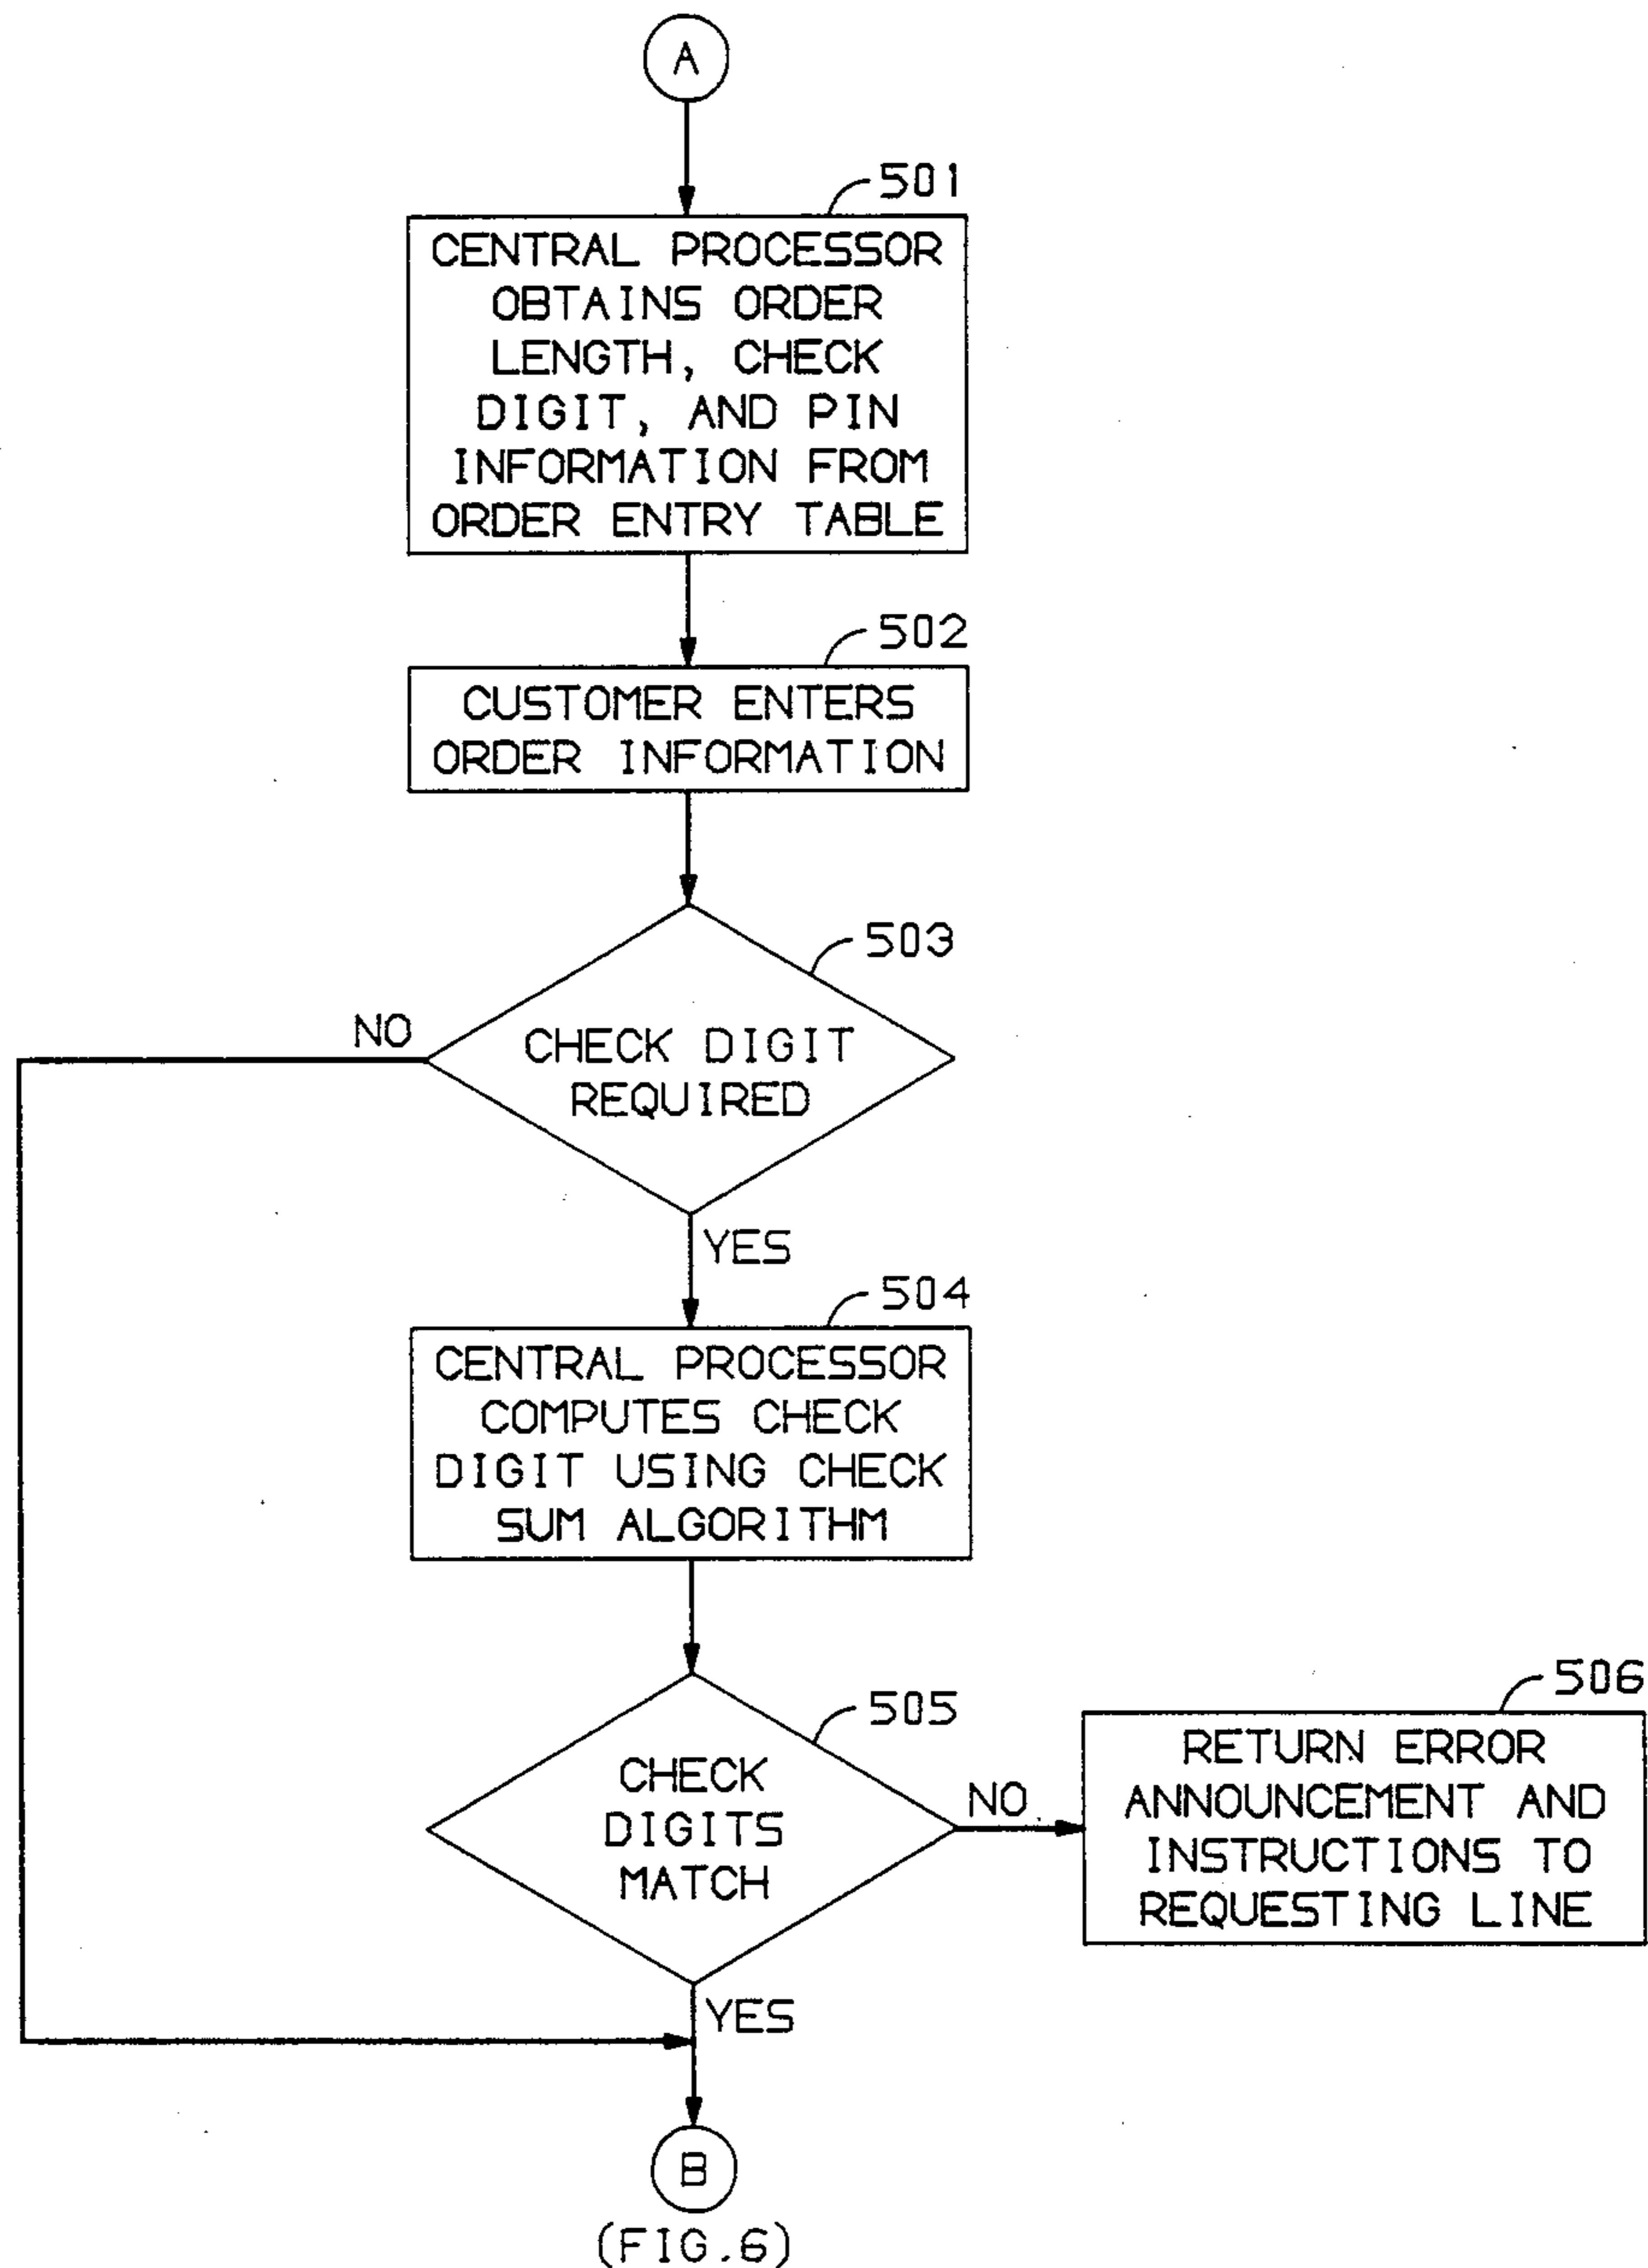 A
501
CENTRAL PROCESSOR
OBTAINS ORDER
LENGTH, CHECK
DIGIT, AND PIN
INFORMATION FROM
ORDER ENTRY TABLE
502
CUSTOMER ENTERS
ORDER INFORMATION
503
NO
CHECK DIGIT
REQUIRED
YES
504
CENTRAL PROCESSOR
COMPUTES CHECK
DIGIT USING CHECK
SUM ALGORITHM
505
CHECK
DIGITS
MATCH
NO
506
RETURN ERROR
ANNOUNCEMENT AND
INSTRUCTIONS TO
REQUESTING LINE
YES
B
(FIG.6)